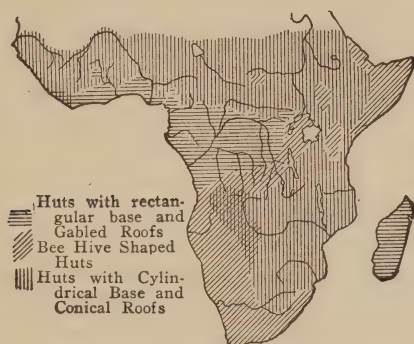 Huts with rectan-
gular base and
Gabled Roofs
Bee Hive Shaped
Huts
Huts with Cylin-
drical Base and
Conical Roofs